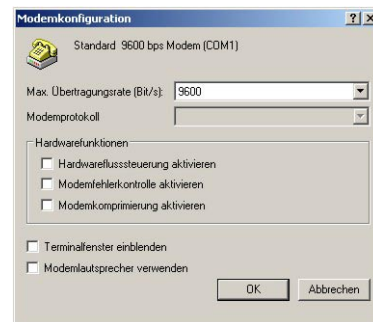 Modemkonfiguration
Standard 9600 bps Modem (COM1)
Max. Übertragungsrate (Bit/s): 9600
Modemprotokoll
Hardwarefunktionen
Hardwareflusssteuerung aktivieren
Modemfehlerkontrolle aktivieren
Modemkomprimierung aktivieren
Terminalfenster einblenden
Modemlautsprecher verwenden
OK Abbrechen